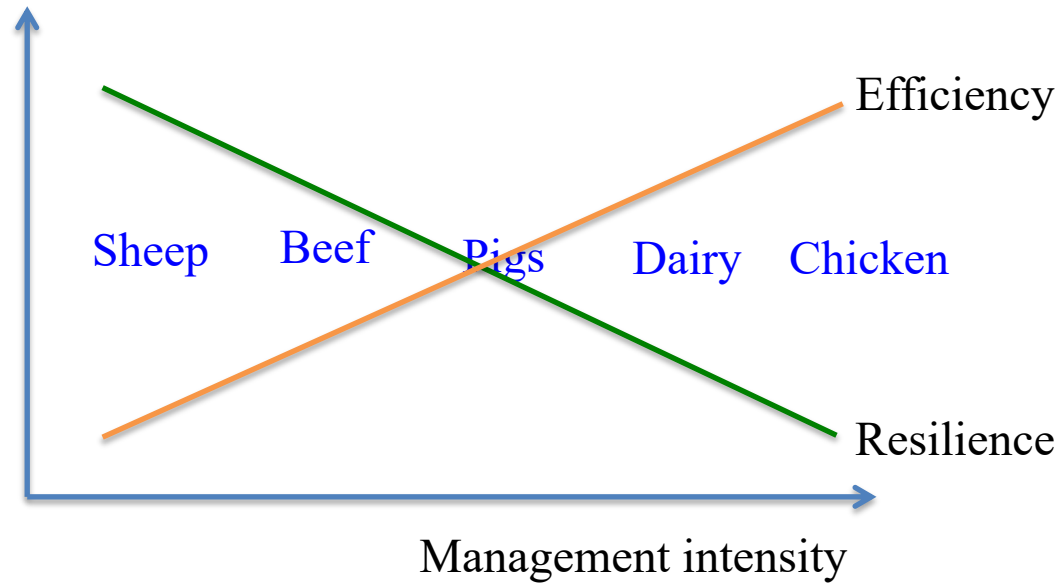 Efficiency
Sheep Beef Pigs Dairy Chicken
Resilience
Management intensity